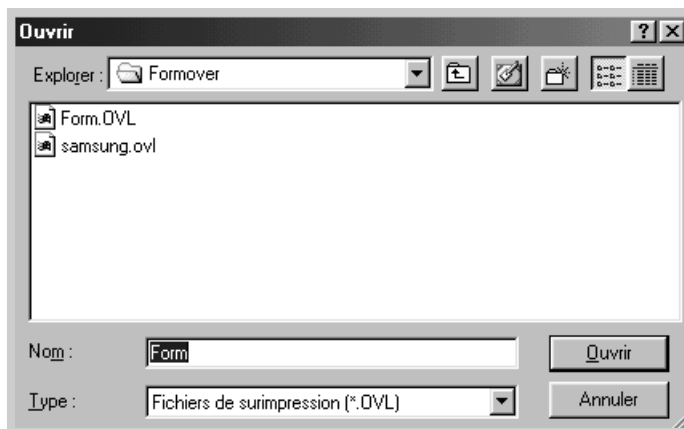 Ouvrir
Explorer : Formover
Form.OVL
samsung.ovl
Nom : Form Ouvrir
Type : Fichiers de surimpression (*.OVL) Annuler